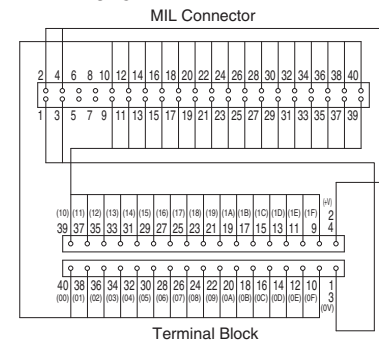 MIL Connector
2 4 6 8 10 12 14 16 18 20 22 24 26 28 30 32 34 36 38 40
1 3 5 7 9 11 13 15 17 19 21 23 25 27 29 31 33 35 37 39
(+V)
(10) (11) (12) (13) (14) (15) (16) (17) (18) (19) (1A) (1B) (1C) (1D) (1E) (1F) 2
39 37 35 33 31 29 27 25 23 21 19 17 15 13 11 9 4
40 38 36 34 32 30 28 26 24 22 20 18 16 14 12 10 1
(00) (01) (02) (03) (04) (05) (06) (07) (08) (09) (0A) (0B) (0C) (0D) (0E) (0F) 3
(0V)
Terminal Block